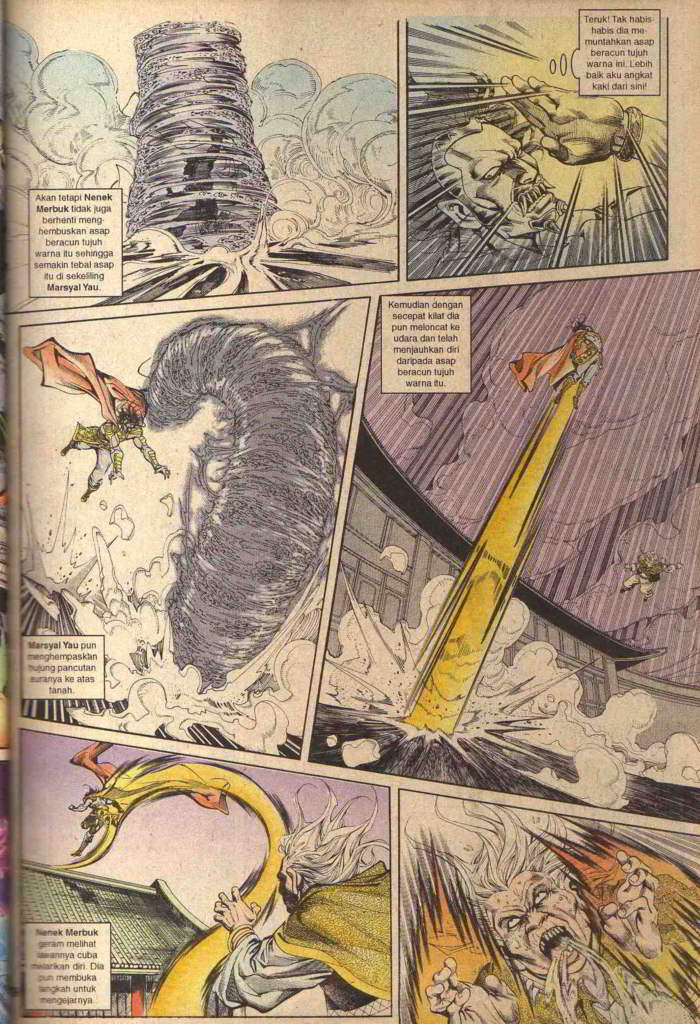 Akan tetapi Nenek
Merbuk tidak juga
berhenti meng-
hembuskan asap
beracun tujuh
warna itu sehingga
semakin tebal asap
itu di sekeliling
Marsyal Yau.
Teruk! Tak habis-
habis dia me-
muntahkan asap
beracun tujuh
warna ini. Lebih
baik aku angkat
kaki dari sini!
Marsyal Yau pun
menghempaskan
hujung pancutan
auranya ke atas
tanah.
Kemudian dengan
secepat kilat dia
pun meloncat ke
udara dan telah
menjauhkan diri
daripada asap
beracun tujuh
warna itu.
Nenek Merbuk
geram melihat
lawannya cuba
melarikan diri. Dia
pun membuka
langkah untuk
mengejarnya.